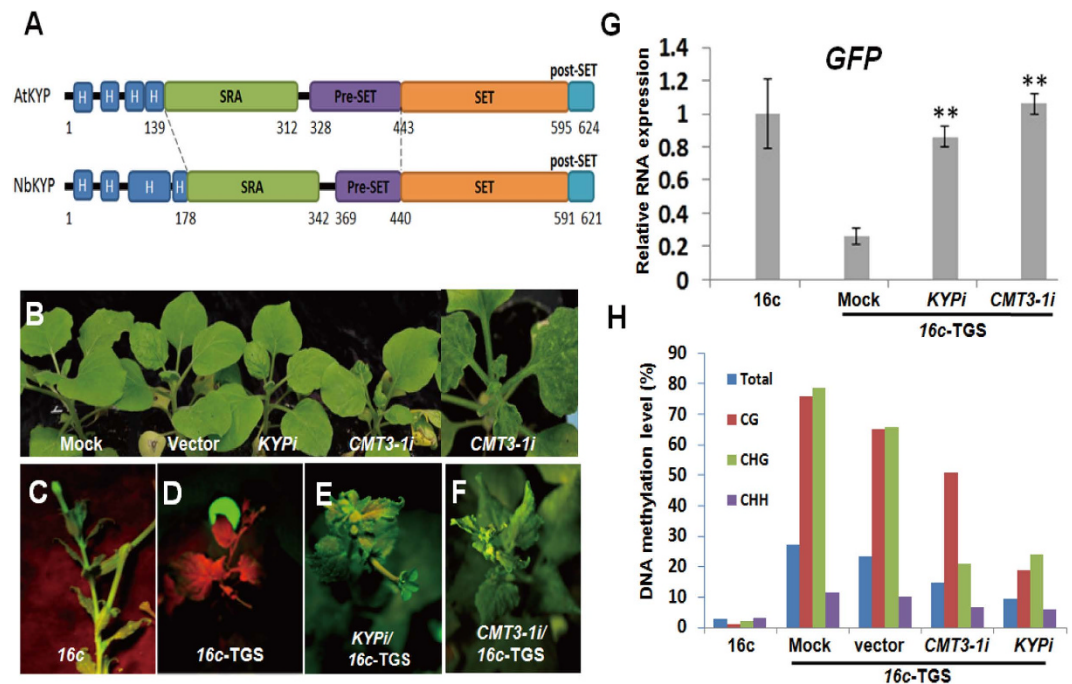 A
AtKYP
H H H H SRA Pre-SET SET
post-SET
1 139 312 328 443 595 624
NbKYP
H H H H SRA Pre-SET SET
post-SET
1 178 342 369 440 591 621
B
Mock Vector KYPi CMT3-1i CMT3-1i
C
16c
D
16c-TGS
E
KYPi/
16c-TGS
F
CMT3-1i/
16c-TGS
G
GFP
Relative RNA expression
1.4
1.2
1
0.8
0.6
0.4
0.2
0
** **
16c Mock KYPi CMT3-1i
16c-TGS
H
DNA methylation level (%)
90
80
70
60
50
40
30
20
10
0
Total
CG
CHG
CHH
16c Mock vector CMT3-1i KYPi
16c-TGS